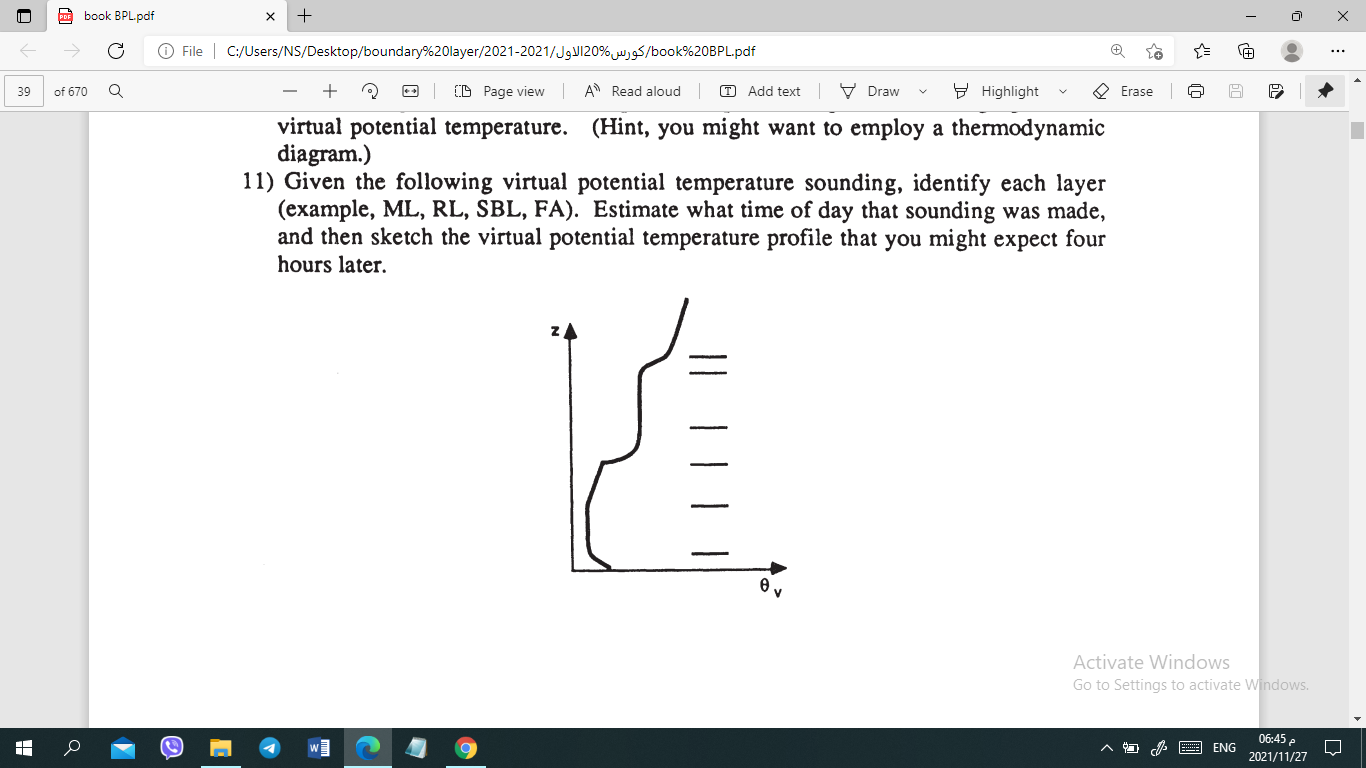 book BPL.pdf
File
C:/Users/NS/Desktop/boundary%20layer/2021-2021/كورس%20الاول/book%20BPL.pdf
39
of 670
Page view
Read aloud
Add text
Draw
Highlight
Erase
virtual potential temperature. (Hint, you might want to employ a thermodynamic
diagram.)
11) Given the following virtual potential temperature sounding, identify each layer
(example, ML, RL, SBL, FA). Estimate what time of day that sounding was made,
and then sketch the virtual potential temperature profile that you might expect four
hours later.
z
θ v
Activate Windows
Go to Settings to activate Windows.
ENG
06:45 م
2021/11/27